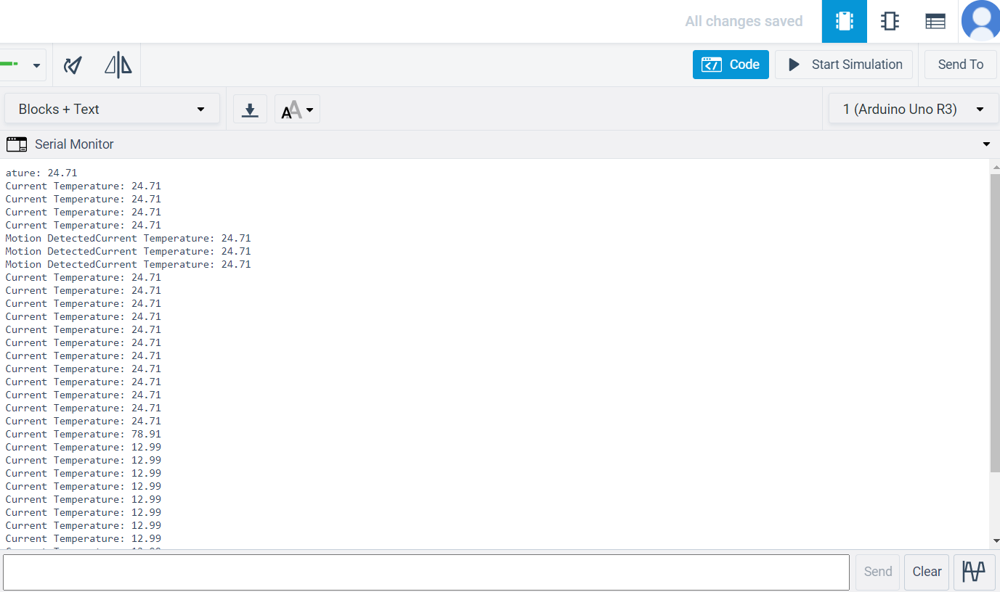 All changes saved
Code
Start Simulation
Send To
Blocks + Text
1 (Arduino Uno R3)
Serial Monitor
ature: 24.71
Current Temperature: 24.71
Current Temperature: 24.71
Current Temperature: 24.71
Current Temperature: 24.71
Motion DetectedCurrent Temperature: 24.71
Motion DetectedCurrent Temperature: 24.71
Motion DetectedCurrent Temperature: 24.71
Current Temperature: 24.71
Current Temperature: 24.71
Current Temperature: 24.71
Current Temperature: 24.71
Current Temperature: 24.71
Current Temperature: 24.71
Current Temperature: 24.71
Current Temperature: 24.71
Current Temperature: 24.71
Current Temperature: 24.71
Current Temperature: 24.71
Current Temperature: 24.71
Current Temperature: 78.91
Current Temperature: 12.99
Current Temperature: 12.99
Current Temperature: 12.99
Current Temperature: 12.99
Current Temperature: 12.99
Current Temperature: 12.99
Current Temperature: 12.99
Current Temperature: 12.99
Send
Clear